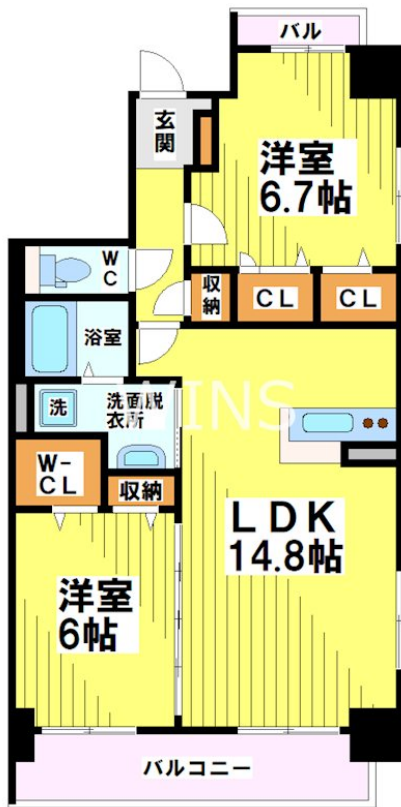 バル
玄
関
洋室
6.7帖
W
C
収
納
CL
CL
浴室
洗
洗面脱
衣所
WINS
W-
CL
収納
LDK
14.8帖
洋室
6帖
バルコニー